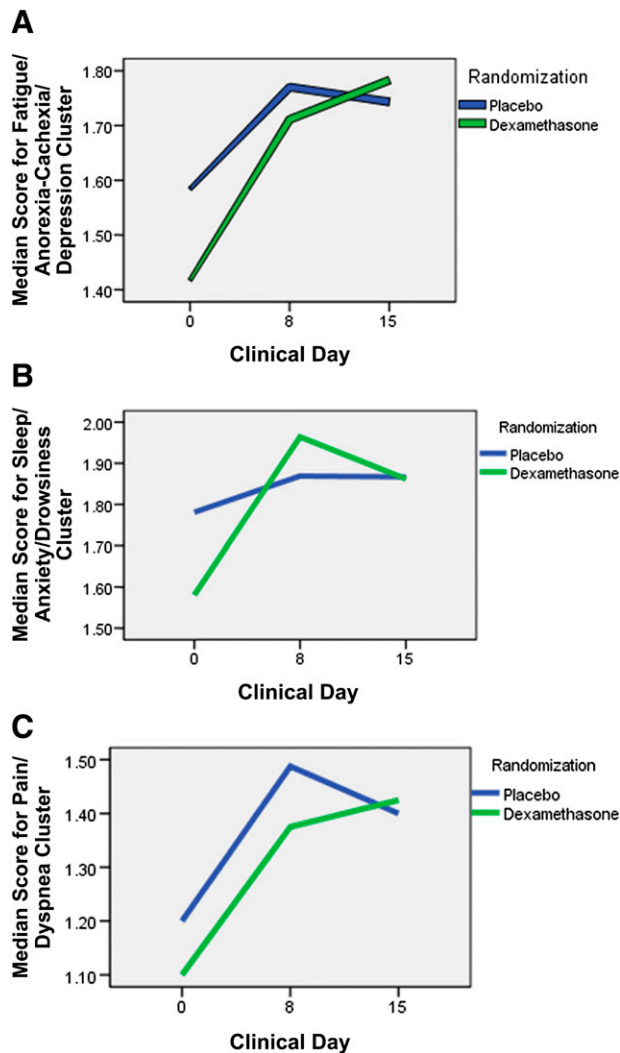 A
Median Score for Fatigue/
Anorexia-Cachexia/
Depression Cluster
1.80
1.70
1.60
1.50
1.40
0 8 15
Clinical Day
Randomization
Placebo
Dexamethasone
B
Median Score for Sleep/
Anxiety/Drowsiness
Cluster
2.00
1.90
1.80
1.70
1.60
1.50
0 8 15
Clinical Day
Randomization
Placebo
Dexamethasone
C
Median Score for Pain/
Dyspnea Cluster
1.50
1.40
1.30
1.20
1.10
0 8 15
Clinical Day
Randomization
Placebo
Dexamethasone